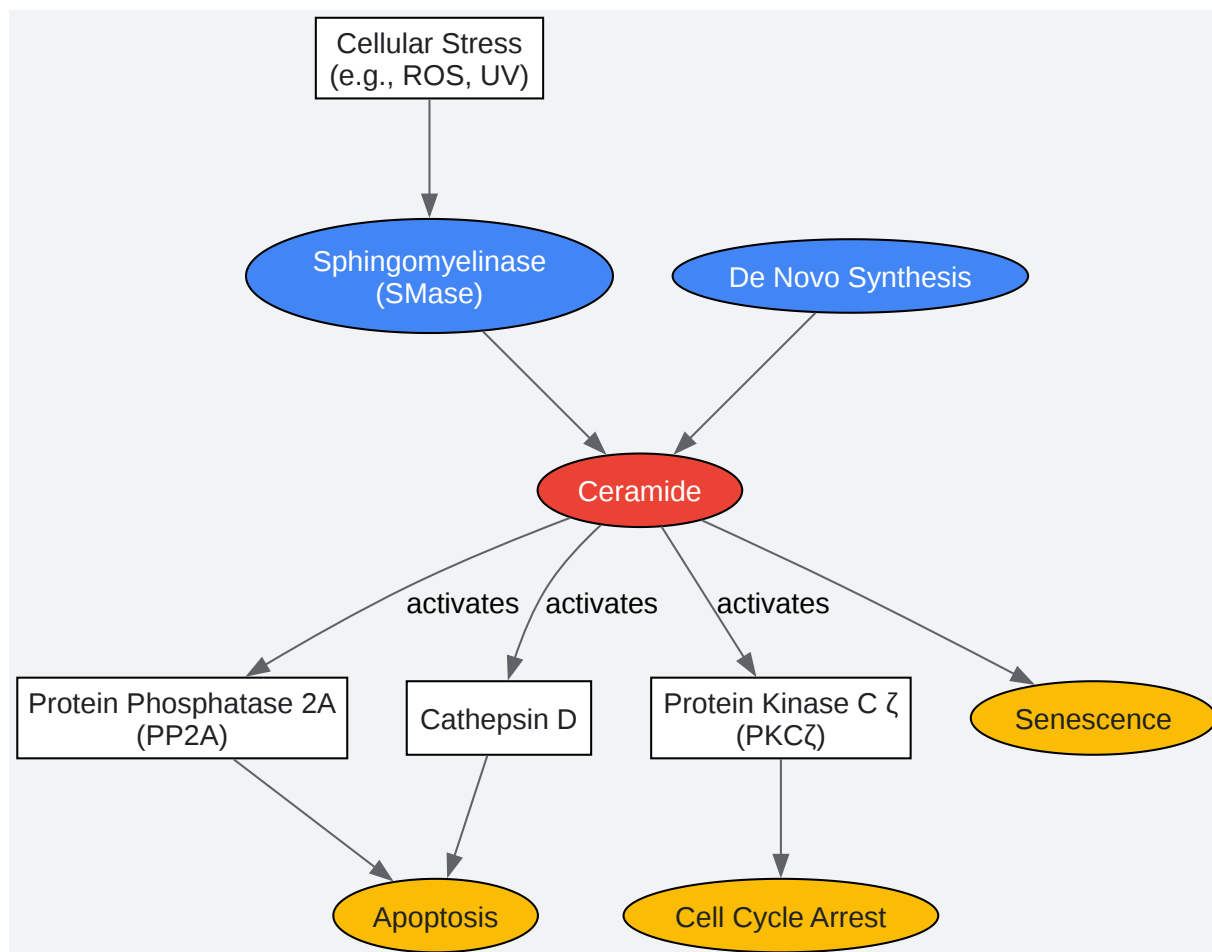 Cellular Stress
(e.g., ROS, UV)
Sphingomyelinase
(SMase)
De Novo Synthesis
Ceramide
activates
activates
activates
Protein Phosphatase 2A
(PP2A)
Cathepsin D
Protein Kinase C ζ
(PKCζ)
Senescence
Apoptosis
Cell Cycle Arrest